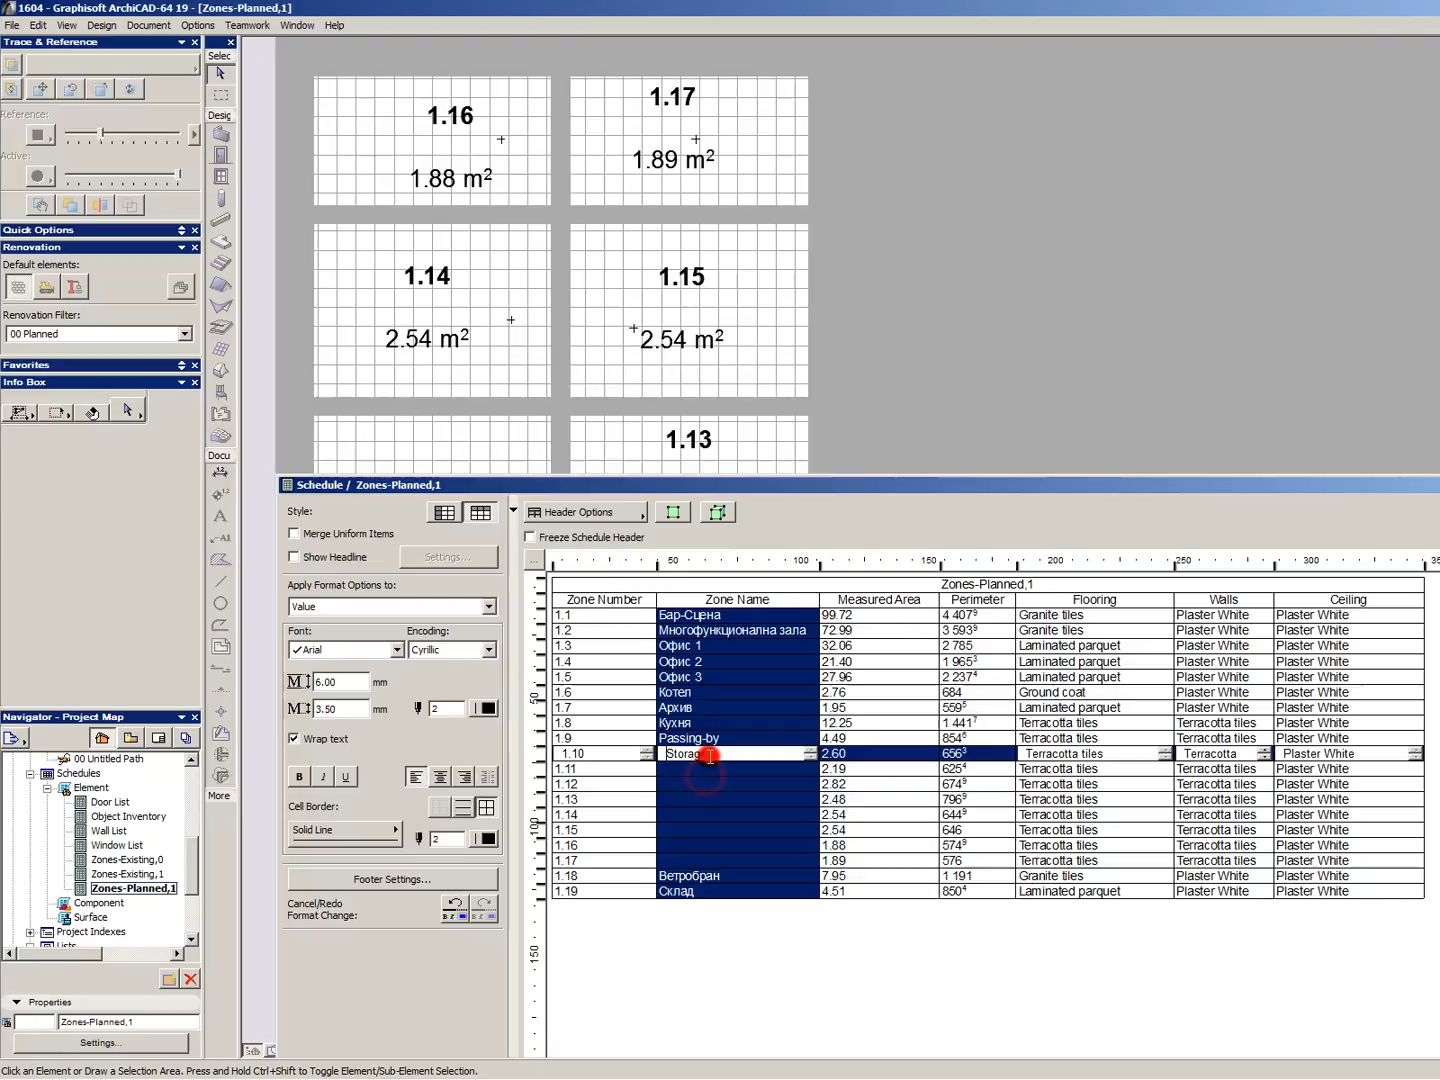 1604 - Graphisoft ArchiCAD-64 19 - [Zones-Planned,1]
File Edit View Design Document Options Teamwork Window Help
Trace & Reference
Selec
Reference:
Desig
Active:
Quick Options
Renovation
Default elements:
Renovation Filter:
00 Planned
Favorites
Info Box
Docu
More
1.16
1.88 m²
1.17
1.89 m²
1.14
2.54 m²
1.15
2.54 m²
1.13
Schedule / Zones-Planned,1
Style:
Merge Uniform Items
Show Headline
Settings...
Apply Format Options to:
Value
Font:
Encoding:
Arial
Cyrillic
6.00 mm
3.50 mm
2
Wrap text
B I U
Cell Border:
Solid Line
2
Footer Settings...
Cancel/Redo
Format Change:
Header Options
Freeze Schedule Header
50 100 150 200 250 300
50
100
150
Zones-Planned,1
Zone Number Zone Name Measured Area Perimeter Flooring Walls Ceiling
1.1 Бар-Сцена 99.72 4 407⁹ Granite tiles Plaster White Plaster White
1.2 Многофункционална зала 72.99 3 593⁹ Granite tiles Plaster White Plaster White
1.3 Офис 1 32.06 2 785 Laminated parquet Plaster White Plaster White
1.4 Офис 2 21.40 1 965³ Laminated parquet Plaster White Plaster White
1.5 Офис 3 27.96 2 237⁴ Laminated parquet Plaster White Plaster White
1.6 Котел 2.76 684 Ground coat Plaster White Plaster White
1.7 Архив 1.95 559⁵ Laminated parquet Plaster White Plaster White
1.8 Кухня 12.25 1 441⁷ Terracotta tiles Terracotta tiles Plaster White
1.9 Passing-by 4.49 854⁶ Terracotta tiles Terracotta tiles Plaster White
1.10 Storag 2.60 656³ Terracotta tiles Terracotta Plaster White
1.11 2.19 625⁴ Terracotta tiles Terracotta tiles Plaster White
1.12 2.82 674⁹ Terracotta tiles Terracotta tiles Plaster White
1.13 2.48 796⁹ Terracotta tiles Terracotta tiles Plaster White
1.14 2.54 644⁹ Terracotta tiles Terracotta tiles Plaster White
1.15 2.54 646 Terracotta tiles Terracotta tiles Plaster White
1.16 1.88 574⁹ Terracotta tiles Terracotta tiles Plaster White
1.17 1.89 576 Terracotta tiles Terracotta tiles Plaster White
1.18 Ветробран 7.95 1 191 Granite tiles Plaster White Plaster White
1.19 Склад 4.51 850⁴ Laminated parquet Plaster White Plaster White
Navigator - Project Map
00 Untitled Path
Schedules
Element
Door List
Object Inventory
Wall List
Window List
Zones-Existing,0
Zones-Existing,1
Zones-Planned,1
Component
Surface
Project Indexes
Lists
Properties
Zones-Planned,1
Settings...
Click an Element or Draw a Selection Area. Press and Hold Ctrl+Shift to Toggle Element/Sub-Element Selection.